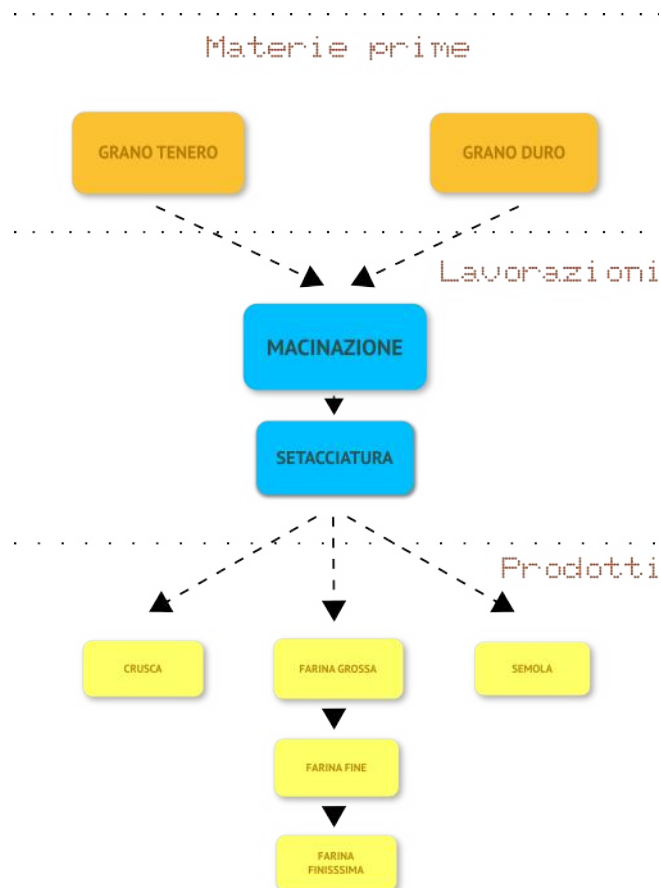 Materie prime
GRANO TENERO
GRANO DURO
Lavorazioni
MACINAZIONE
SETACCIATURA
Prodotti
CRUSCA
FARINA GROSSA
SEMOLA
FARINA FINE
FARINA
FINISSSIMA